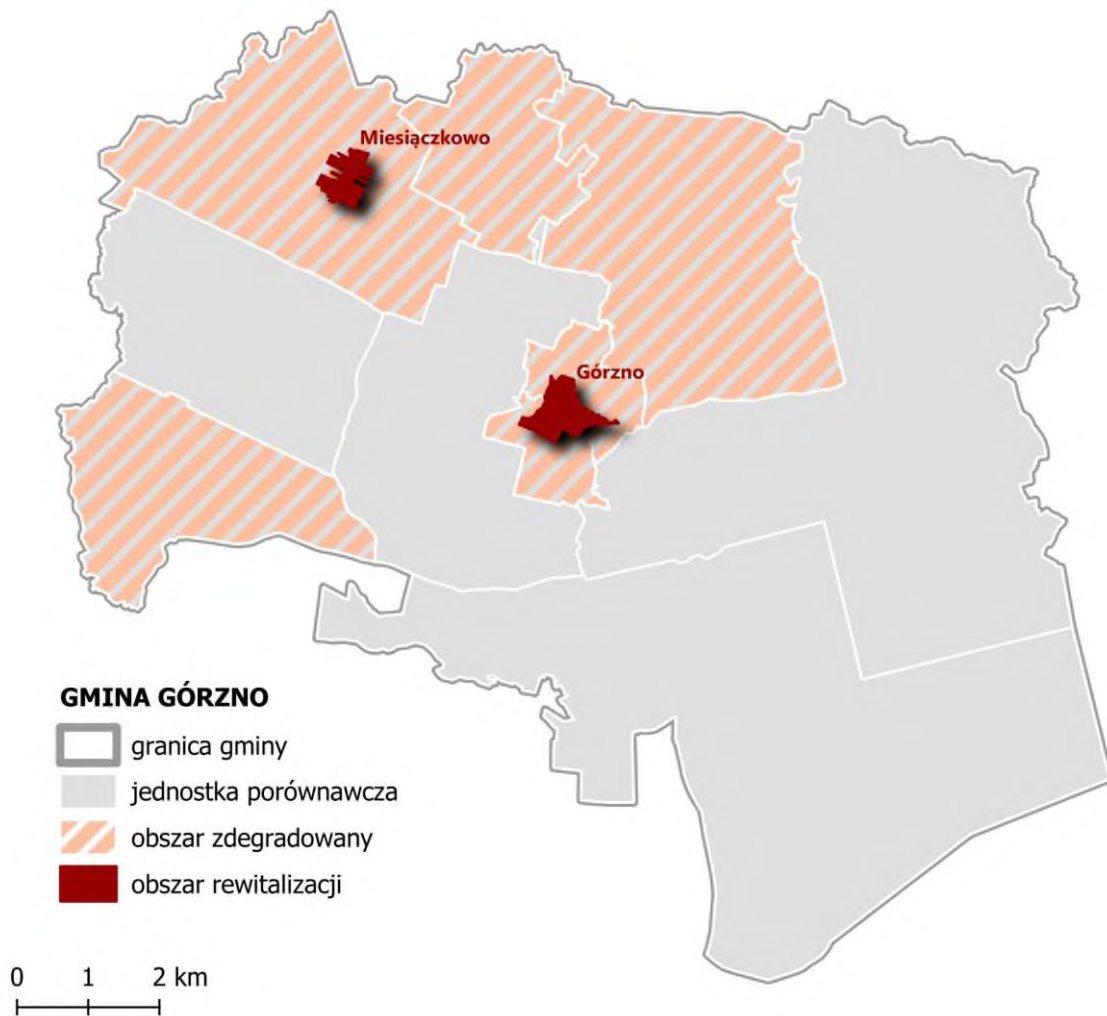 Miesiączkowo
Górzno
GMINA GÓRZNO
granica gminy
jednostka porównawcza
obszar zdegradowany
obszar rewitalizacji
0 1 2 km